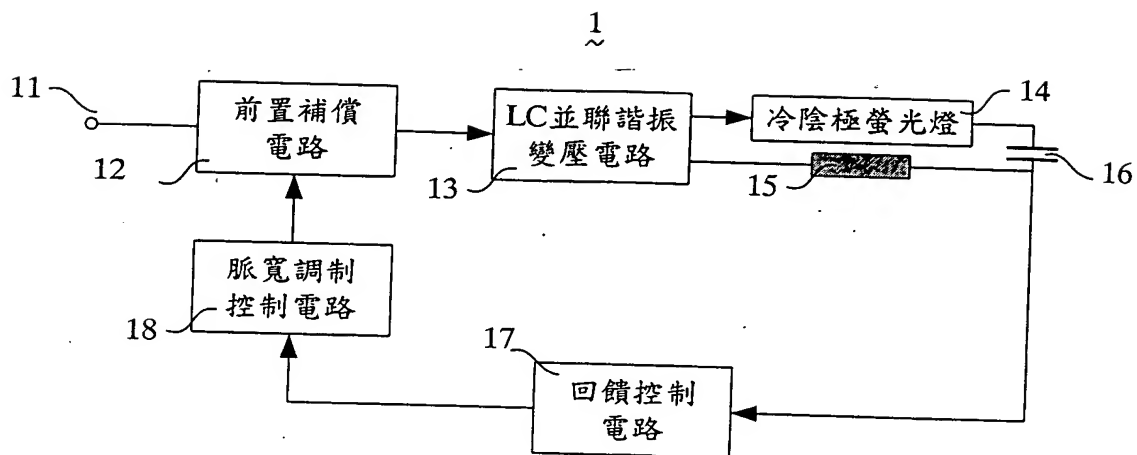 1
11
前置補償
電路
12
LC並聯諧振
變壓電路
13
冷陰極螢光燈
14
15
16
脈寬調制
控制電路
18
17
回饋控制
電路